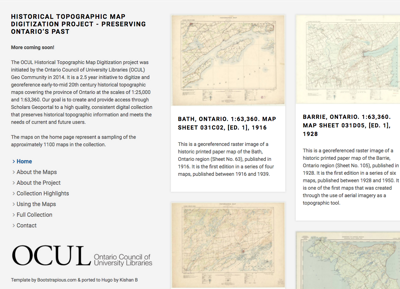 HISTORICAL TOPOGRAPHIC MAP
DIGITIZATION PROJECT - PRESERVING
ONTARIO'S PAST
More coming soon!
The OCUL Historical Topographic Map Digitization project was
initiated by the Ontario Council of University Libraries (OCUL)
Geo Community in 2014. It is a 2.5 year initiative to digitize and
georeference early-to-mid 20th century historical topographic
maps covering the province of Ontario at the scales of 1:25,000
and 1:63,360. Our goal is to create and provide access through
Scholars Geoportal to a high quality, consistent digital collection
that preserves historical topographic information and meets the
needs of current and future users.
The maps on the home page represent a sampling of the
approximately 1100 maps in the collection.
> Home
> About the Maps
> About the Project
> Collection Highlights
> Using the Maps
> Full Collection
> Contact
OCUL Ontario Council of
University Libraries
Template by Bootstrapious.com & ported to Hugo by Kishan B
BATH, ONTARIO. 1:63,360. MAP
SHEET 031C02, [ED. 1], 1916
This is a georeferenced raster image of a
historic printed paper map of the Bath,
Ontario region (Sheet No. 63), published in
1916. It is the first edition in a series of four
maps, published between 1916 and 1939.
BARRIE, ONTARIO. 1:63,360.
MAP SHEET 031D05, [ED. 1],
1928
This is a georeferenced raster image of a
historic printed paper map of the Barrie,
Ontario region (Sheet No. 105), published in
1928. It is the first edition in a series of six
maps, published between 1928 and 1950. It
is one of the first maps that was created
through the use of aerial imagery as a
topographic tool.